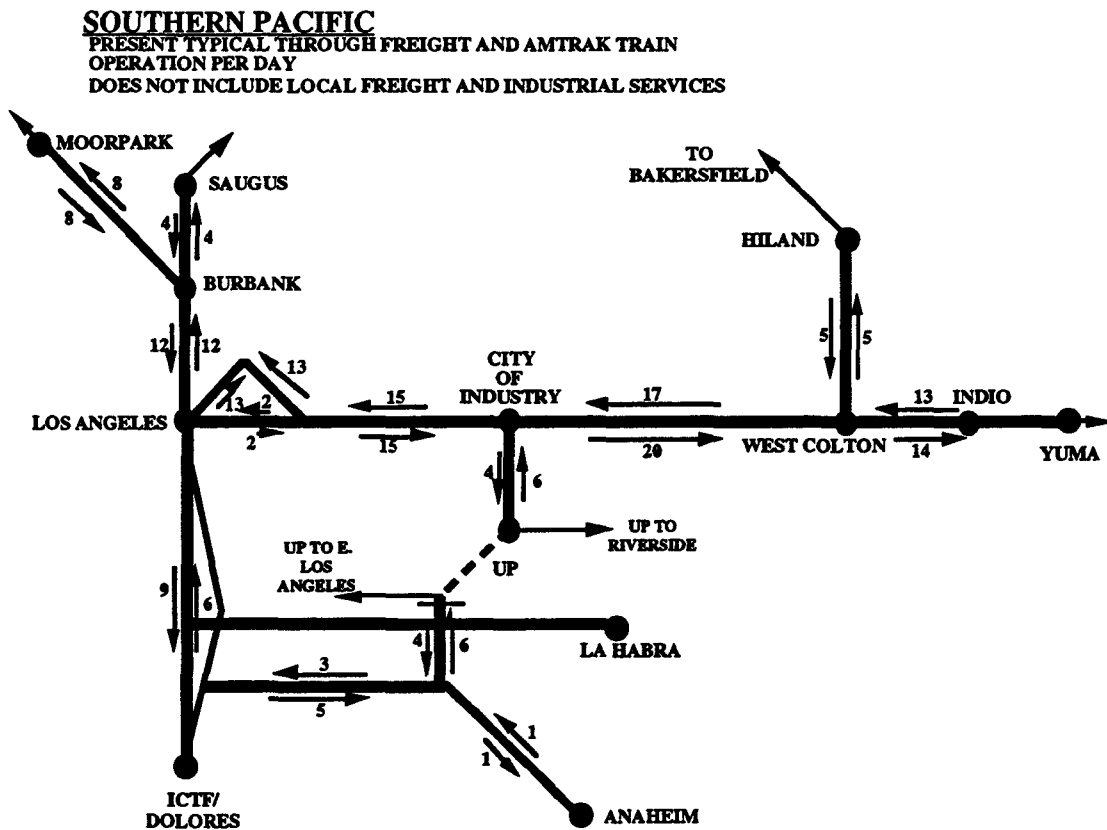 SOUTHERN PACIFIC
PRESENT TYPICAL THROUGH FREIGHT AND AMTRAK TRAIN
OPERATION PER DAY
DOES NOT INCLUDE LOCAL FREIGHT AND INDUSTRIAL SERVICES
MOORPARK
8
8
SAUGUS
4
4
BURBANK
12
12
TO
BAKERSFIELD
HILAND
5
5
LOS ANGELES
13
13
2
2
15
15
CITY
OF
INDUSTRY
17
20
WEST COLTON
13
14
INDIO
YUMA
4
6
UP TO
RIVERSIDE
UP
UP TO E.
LOS
ANGELES
9
6
4
6
LA HABRA
3
5
1
1
ICTF/
DOLORES
ANAHEIM